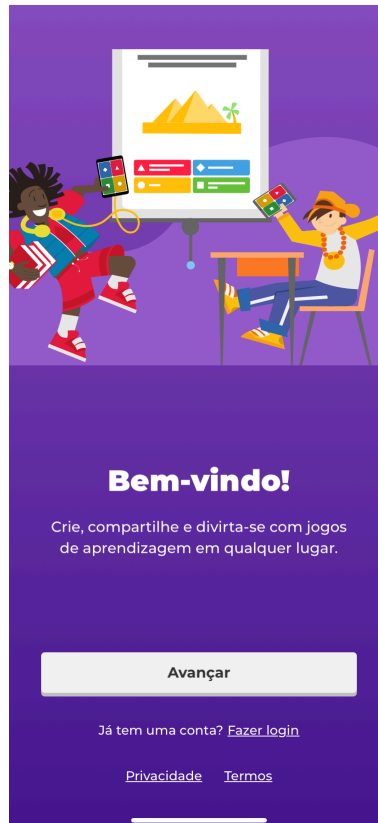 Bem-vindo!
Crie, compartilhe e divirta-se com jogos
de aprendizagem em qualquer lugar.
Avançar
Já tem uma conta? Fazer login
Privacidade Termos